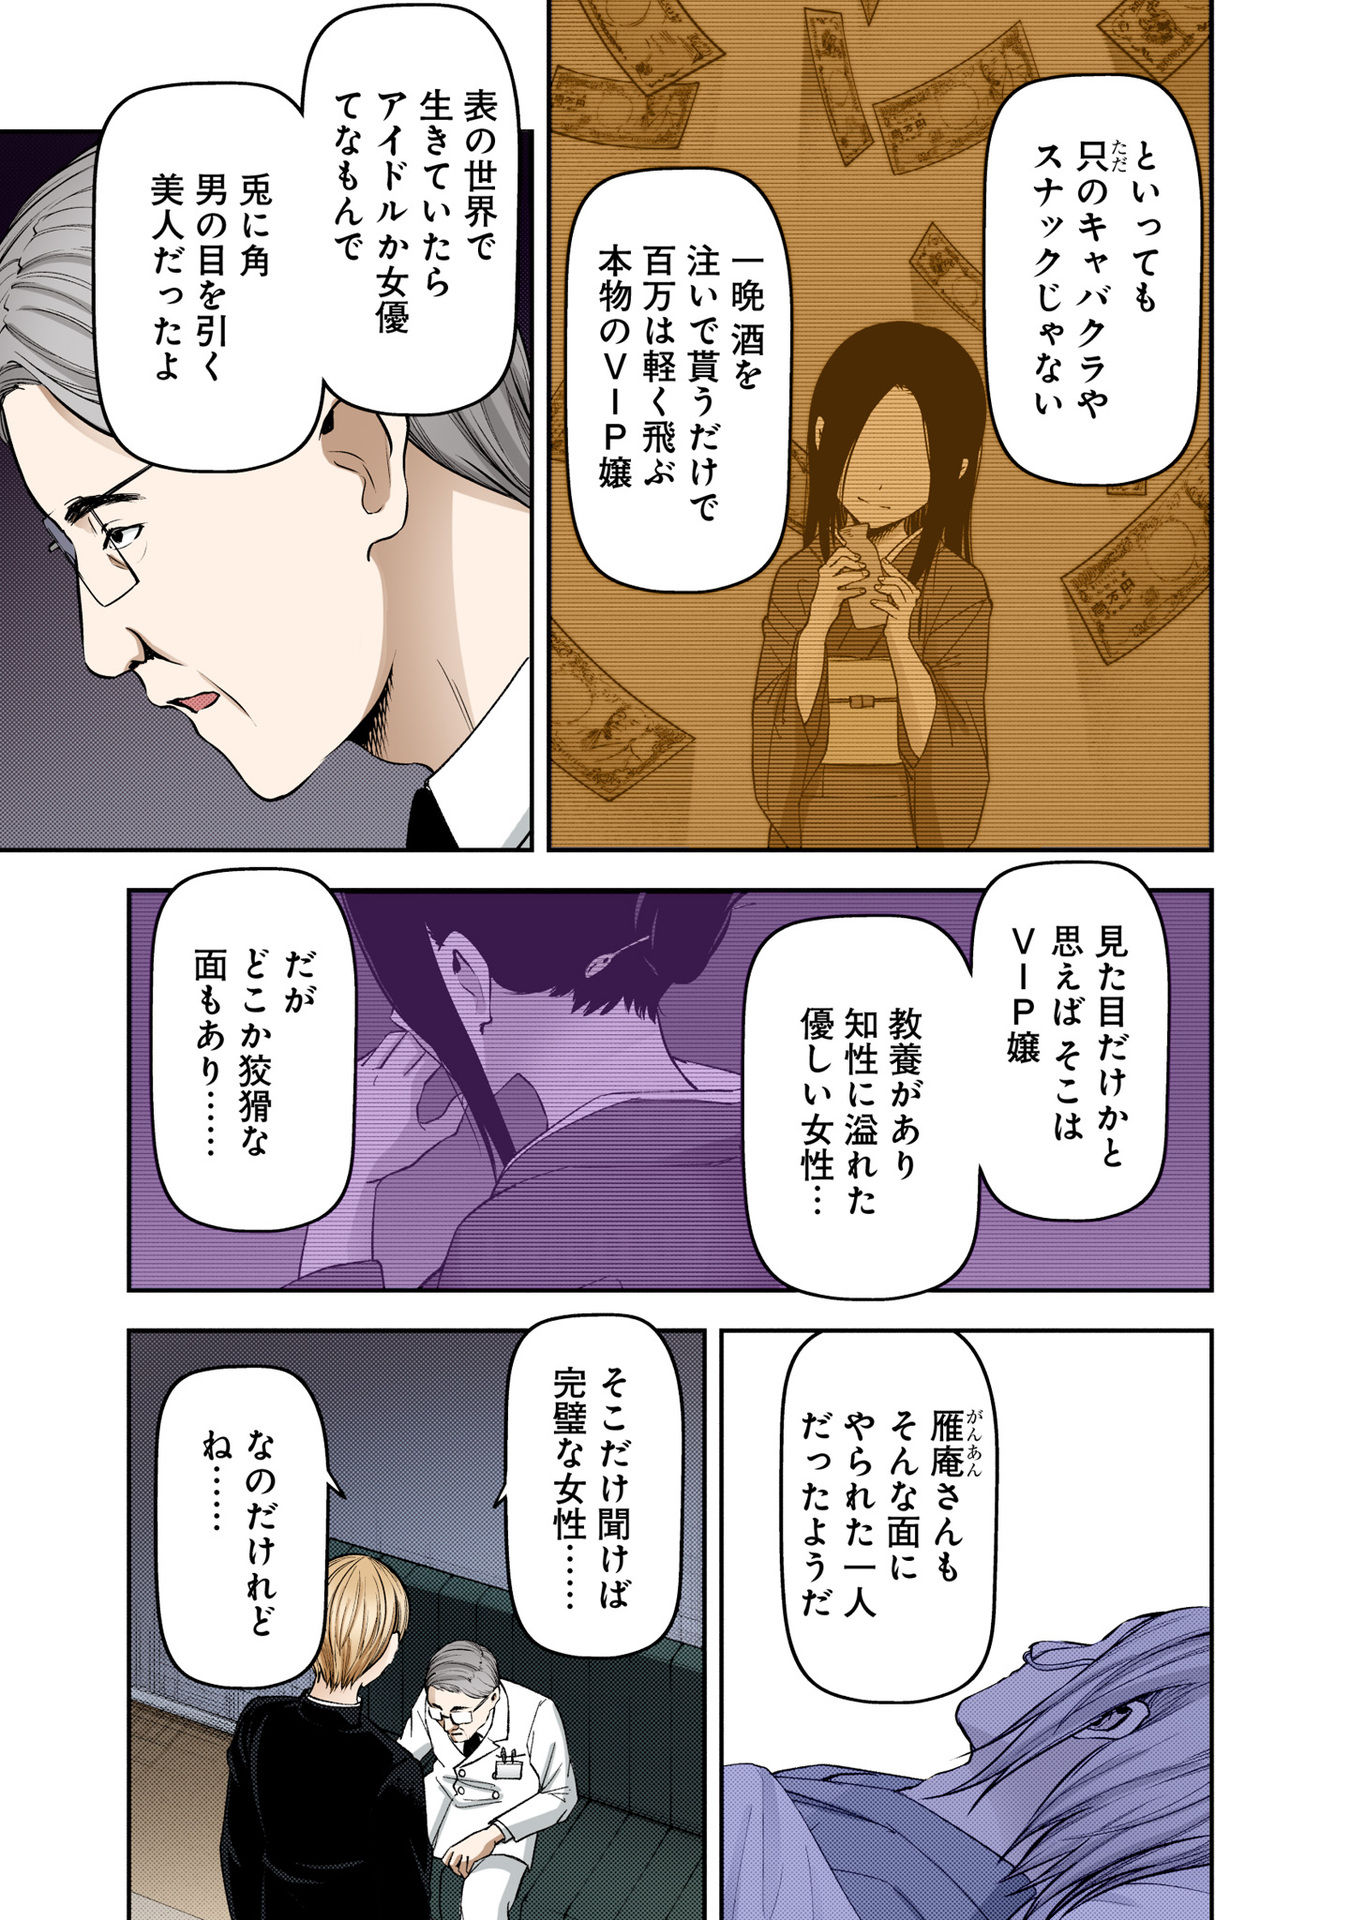 といっても
只のキャバクラや
ただ
スナックじゃない
一晩 酒を
注いで貰うだけで
百万は軽く飛ぶ
本物のVIP嬢
表の世界で
生きていたら
アイドルか女優
てなもんで
兎に角
男の目を引く
美人だったよ
見た目だけかと
思えば そこは
VIP嬢
教養があり
知性に溢れた
優しい女性…
だが
どこか狡猾な
面もあり……
雁庵さんも
がんあん
そんな面に
やられた一人
だったようだ
そこだけ聞けば
完璧な女性……
なのだけれど
ね……